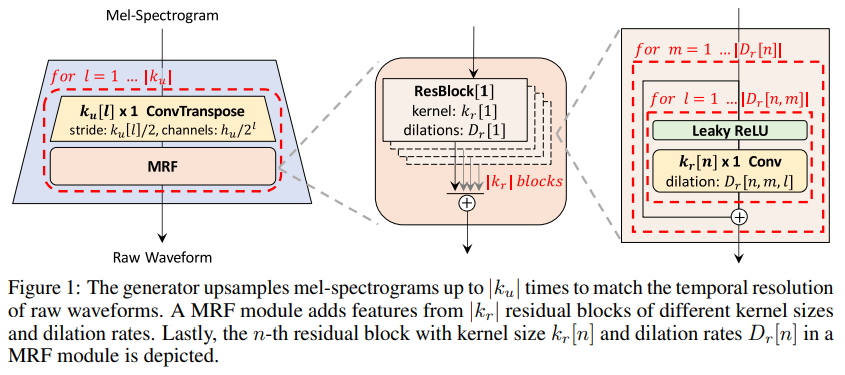 Mel-Spectrogram
for l = 1 … |k_u|
k_u[l] x 1 ConvTranspose
stride: k_u[l]/2, channels: h_u/2^l
MRF
Raw Waveform
ResBlock[1]
kernel: k_r[1]
dilations: D_r[1]
|k_r| blocks
+
for m = 1 … |D_r[n]|
for l = 1 … |D_r[n, m]|
Leaky ReLU
k_r[n] x 1 Conv
dilation: D_r[n, m, l]
+
Figure 1: The generator upsamples mel-spectrograms up to |k_u| times to match the temporal resolution
of raw waveforms. A MRF module adds features from |k_r| residual blocks of different kernel sizes
and dilation rates. Lastly, the n-th residual block with kernel size k_r[n] and dilation rates D_r[n] in a
MRF module is depicted.